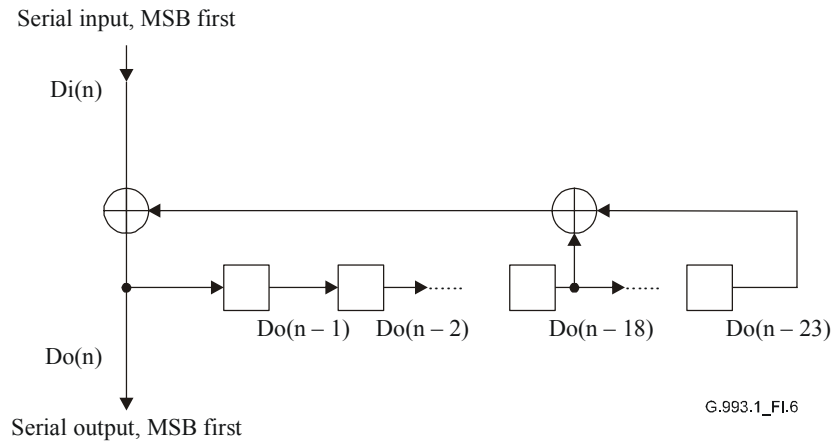 Serial input, MSB first
Di(n)
Do(n – 1)
Do(n – 2)
Do(n – 18)
Do(n – 23)
Do(n)
G.993.1_FI.6
Serial output, MSB first